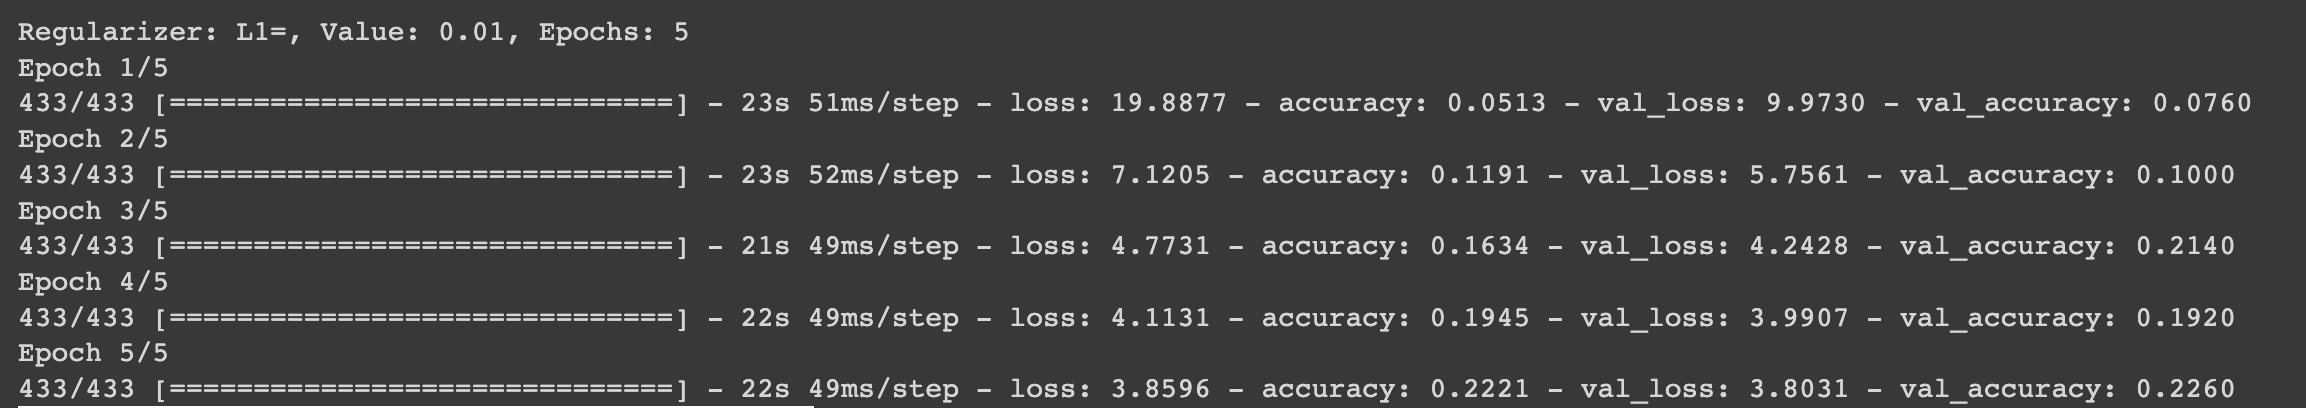 Regularizer: L1=, Value: 0.01, Epochs: 5
Epoch 1/5
433/433 [==============================] - 23s 51ms/step - loss: 19.8877 - accuracy: 0.0513 - val_loss: 9.9730 - val_accuracy: 0.0760
Epoch 2/5
433/433 [==============================] - 23s 52ms/step - loss: 7.1205 - accuracy: 0.1191 - val_loss: 5.7561 - val_accuracy: 0.1000
Epoch 3/5
433/433 [==============================] - 21s 49ms/step - loss: 4.7731 - accuracy: 0.1634 - val_loss: 4.2428 - val_accuracy: 0.2140
Epoch 4/5
433/433 [==============================] - 22s 49ms/step - loss: 4.1131 - accuracy: 0.1945 - val_loss: 3.9907 - val_accuracy: 0.1920
Epoch 5/5
433/433 [==============================] - 22s 49ms/step - loss: 3.8596 - accuracy: 0.2221 - val_loss: 3.8031 - val_accuracy: 0.2260